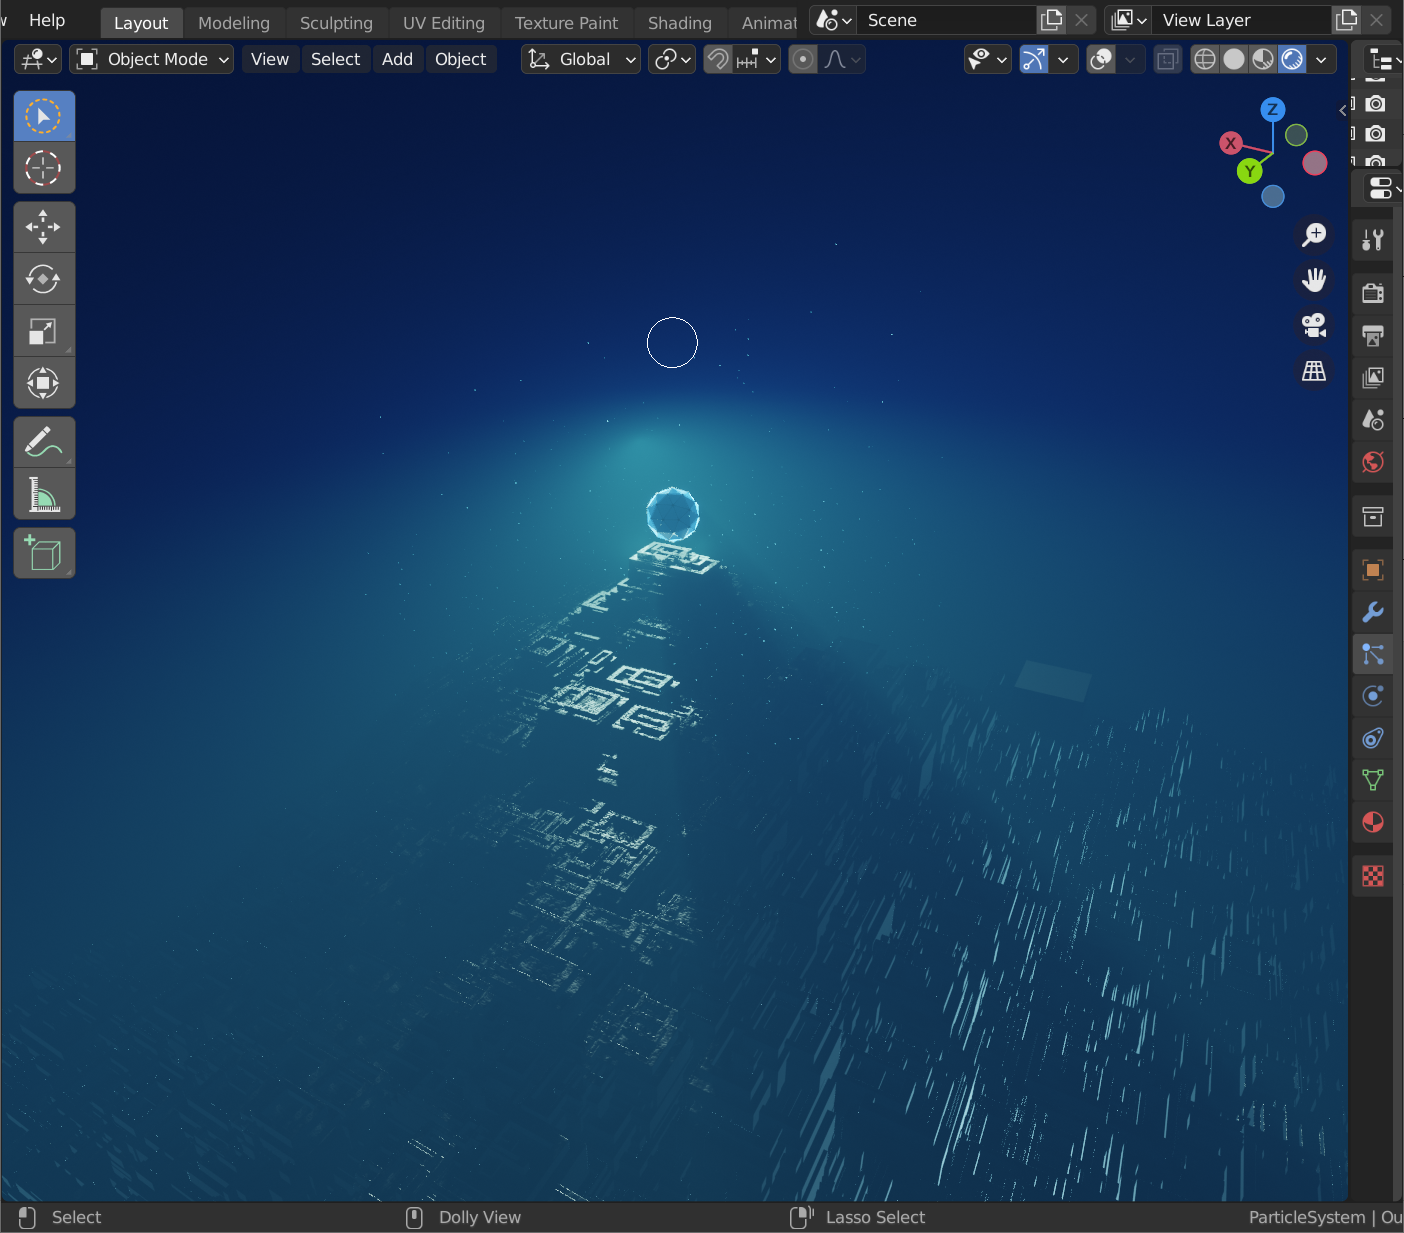 Help Layout Modeling Sculpting UV Editing Texture Paint Shading Animat Scene View Layer
Object Mode View Select Add Object Global
Z
X
Y
Select Dolly View Lasso Select ParticleSystem | Ou